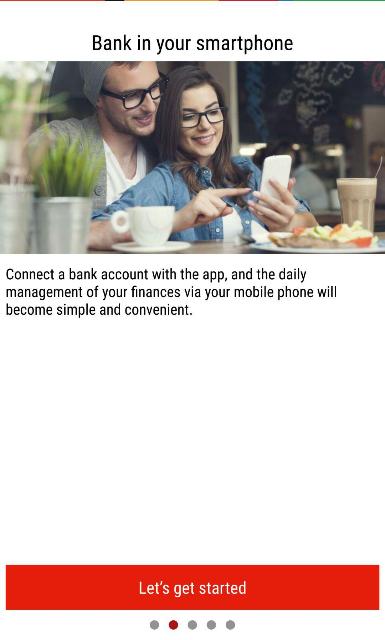 Bank in your smartphone
Connect a bank account with the app, and the daily
management of your finances via your mobile phone will
become simple and convenient.
Let's get started